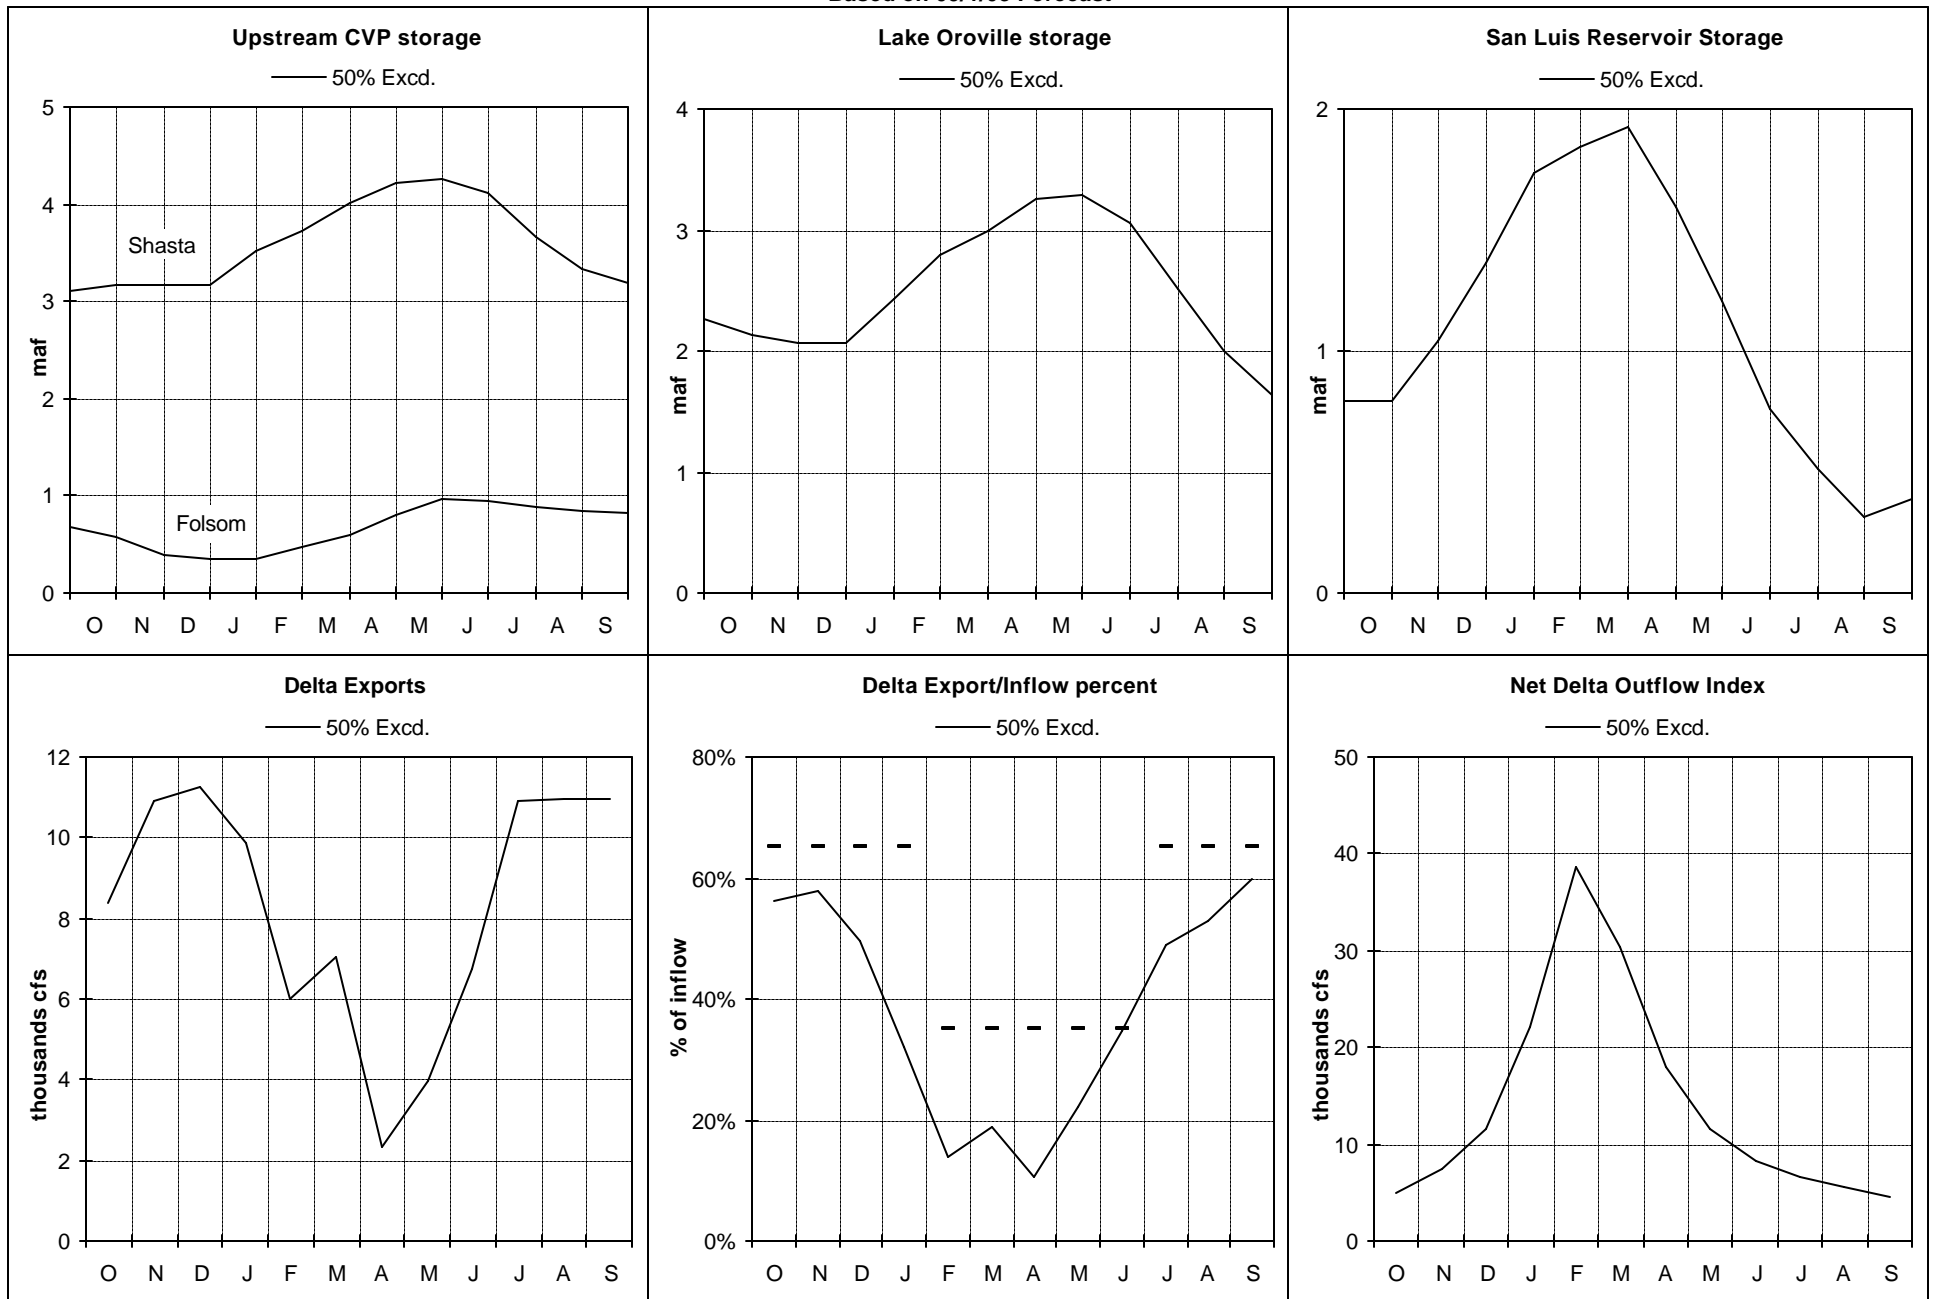 Upstream CVP storage
50% Excd.
5
4
3
2
1
0
maf
Shasta
Folsom
O N D J F M A M J J A S
Lake Oroville storage
50% Excd.
4
3
2
1
0
maf
O N D J F M A M J J A S
San Luis Reservoir Storage
50% Excd.
2
1
0
maf
O N D J F M A M J J A S
Delta Exports
50% Excd.
12
10
8
6
4
2
0
thousands cfs
O N D J F M A M J J A S
Delta Export/Inflow percent
50% Excd.
80%
60%
40%
20%
0%
% of inflow
O N D J F M A M J J A S
Net Delta Outflow Index
50% Excd.
50
40
30
20
10
0
thousands cfs
O N D J F M A M J J A S